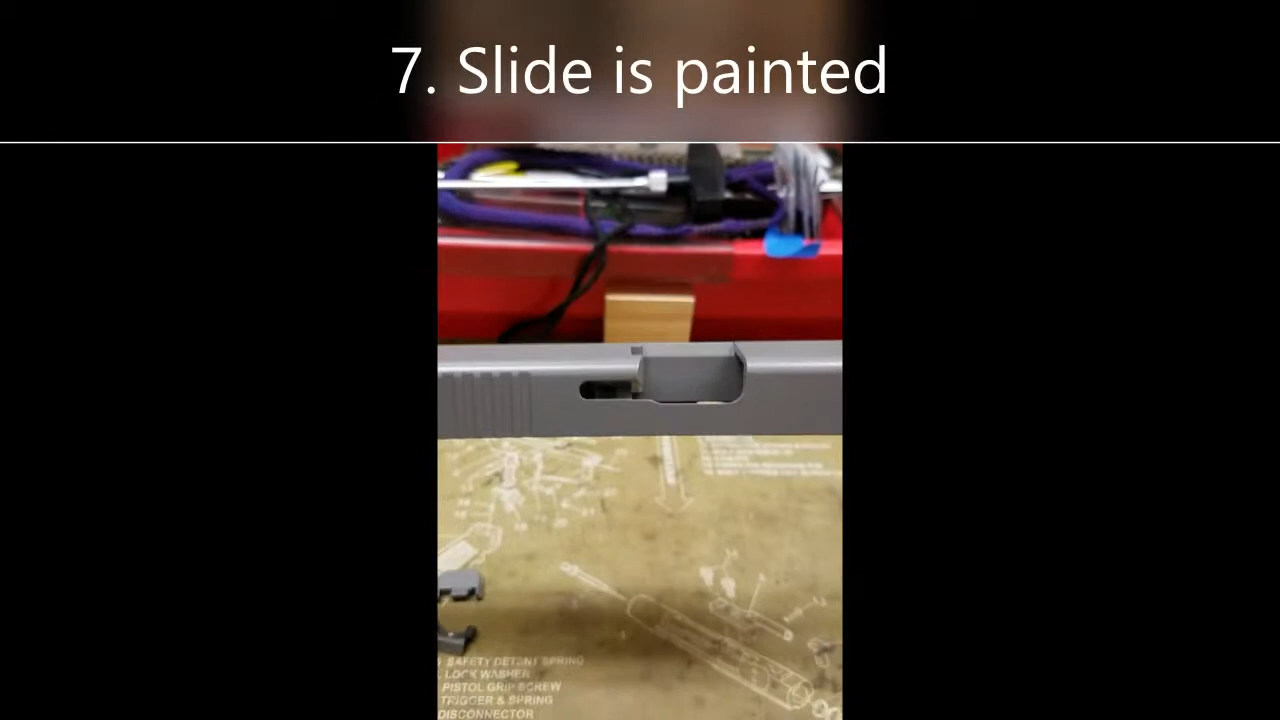 7. Slide is painted
SAFETY DETENT SPRING
LOCK WASHER
PISTOL GRIP SCREW
TRIGGER & SPRING
DISCONNECTOR